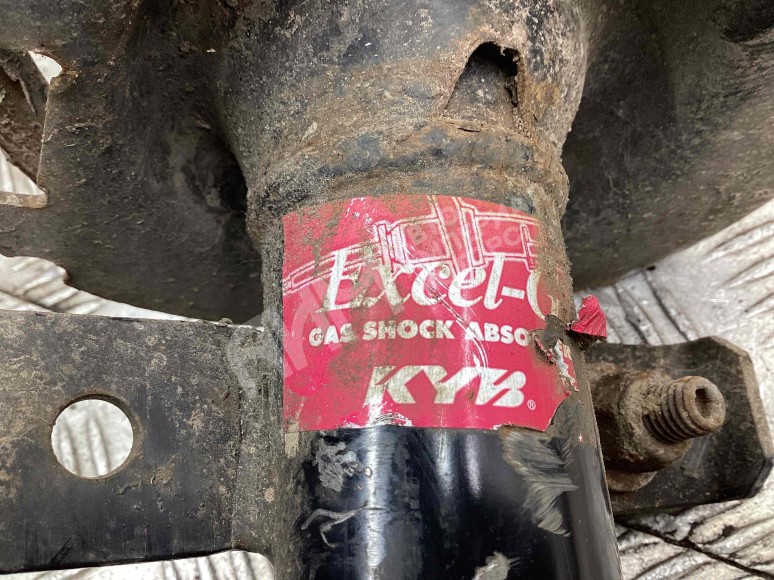 Excel-G
GAS SHOCK ABSO
KYB®